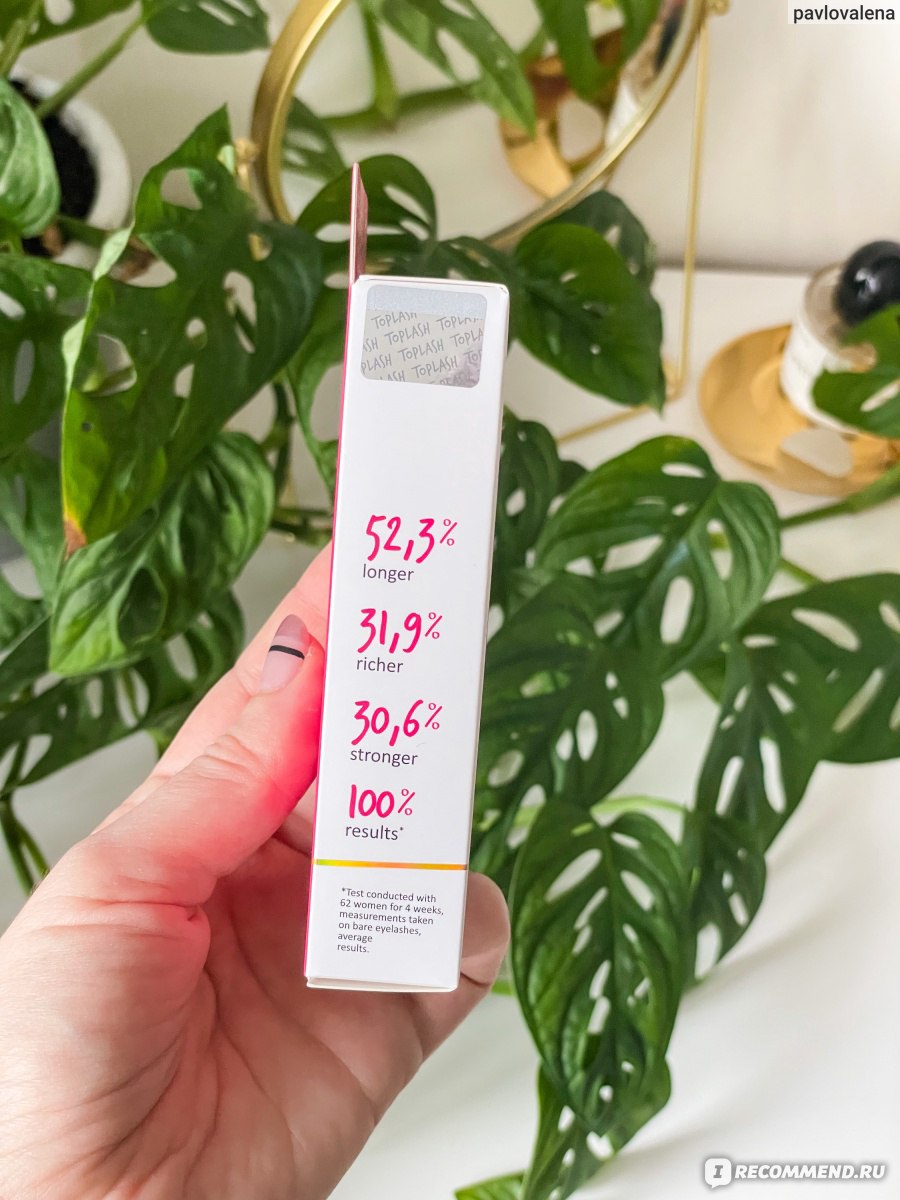 pavlovalena
TOPLASH
TOPLASH TOPLASH
TOPLASH
52,3%
longer
31,9%
richer
30,6%
stronger
100%
results*
*Test conducted with
62 women for 4 weeks,
measurements taken
on bare eyelashes,
average
results.
IRECOMMEND.RU